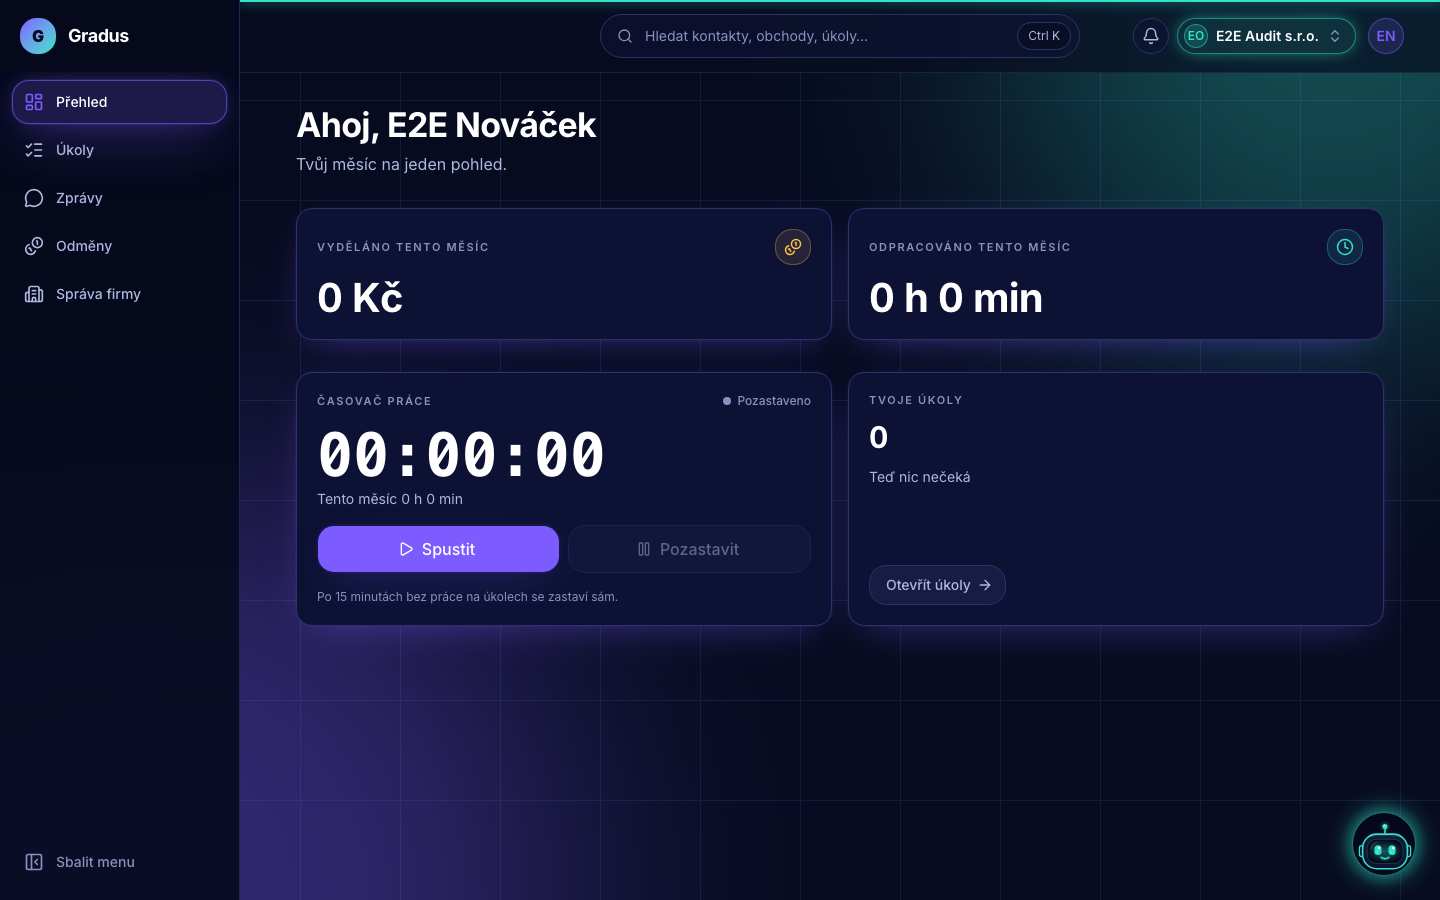 G Gradus
Hledat kontakty, obchody, úkoly...
Ctrl K
EO E2E Audit s.r.o.
EN
Přehled
Úkoly
Zprávy
Odměny
Správa firmy
Sbalit menu
Ahoj, E2E Nováček
Tvůj měsíc na jeden pohled.
VYDĚLÁNO TENTO MĚSÍC
0 Kč
ODPRACOVÁNO TENTO MĚSÍC
0 h 0 min
ČASOVAČ PRÁCE
Pozastaveno
00:00:00
Tento měsíc 0 h 0 min
Spustit
Pozastavit
Po 15 minutách bez práce na úkolech se zastaví sám.
TVOJE ÚKOLY
0
Teď nic nečeká
Otevřít úkoly